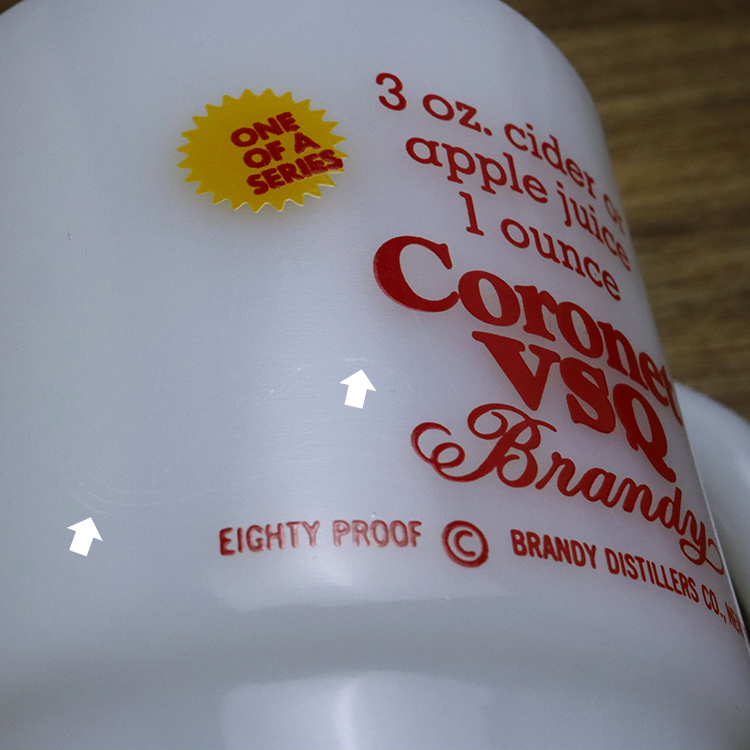 ONE
OF A
SERIES
3 oz. cider or
apple juice
1 ounce
Coronet
VSQ
Brandy
EIGHTY PROOF © BRANDY DISTILLERS CO.,